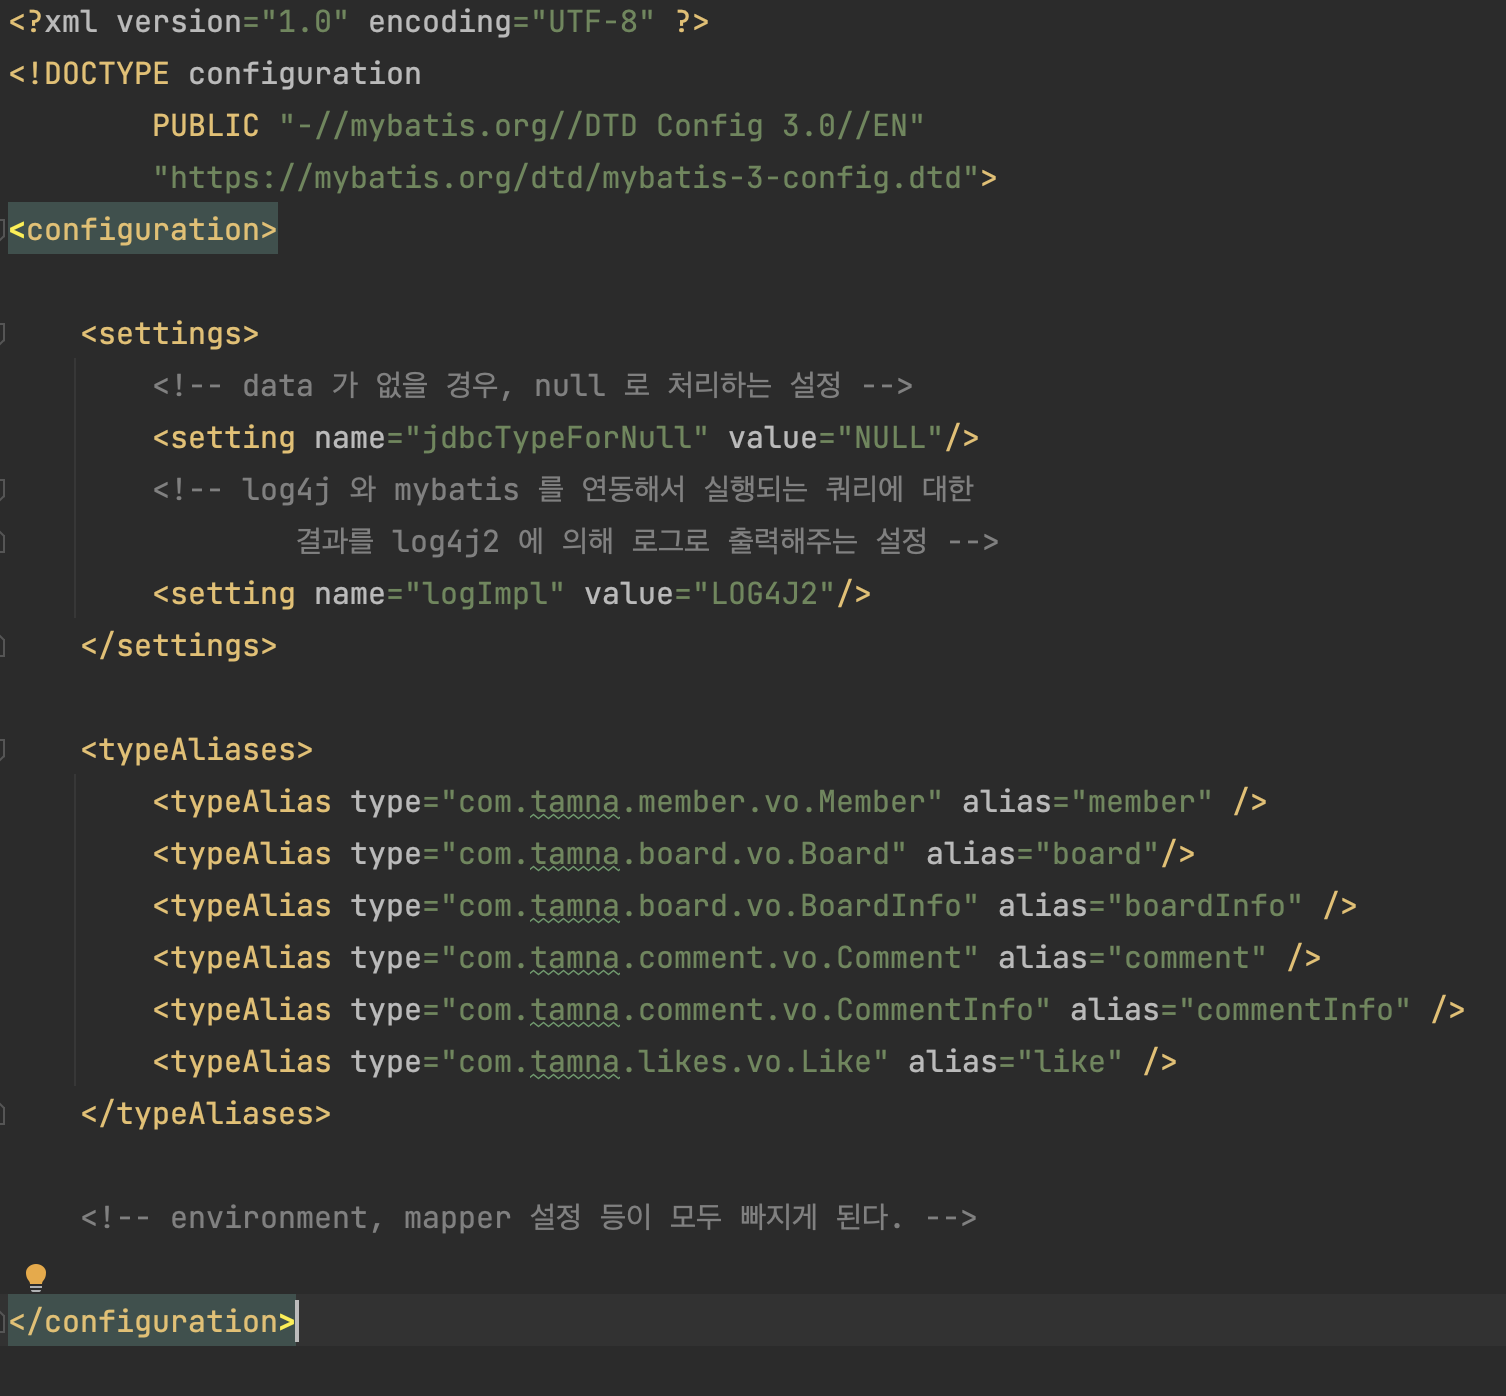 <?xml version="1.0" encoding="UTF-8" ?>
<!DOCTYPE configuration
        PUBLIC "-//mybatis.org//DTD Config 3.0//EN"
        "https://mybatis.org/dtd/mybatis-3-config.dtd">
<configuration>
    <settings>
        <!-- data 가 없을 경우, null 로 처리하는 설정 -->
        <setting name="jdbcTypeForNull" value="NULL"/>
        <!-- log4j 와 mybatis 를 연동해서 실행되는 쿼리에 대한
                결과를 log4j2 에 의해 로그로 출력해주는 설정 -->
        <setting name="logImpl" value="LOG4J2"/>
    </settings>
    <typeAliases>
        <typeAlias type="com.tamna.member.vo.Member" alias="member" />
        <typeAlias type="com.tamna.board.vo.Board" alias="board"/>
        <typeAlias type="com.tamna.board.vo.BoardInfo" alias="boardInfo" />
        <typeAlias type="com.tamna.comment.vo.Comment" alias="comment" />
        <typeAlias type="com.tamna.comment.vo.CommentInfo" alias="commentInfo" />
        <typeAlias type="com.tamna.likes.vo.Like" alias="like" />
    </typeAliases>
    <!-- environment, mapper 설정 등이 모두 빠지게 된다. -->
</configuration>